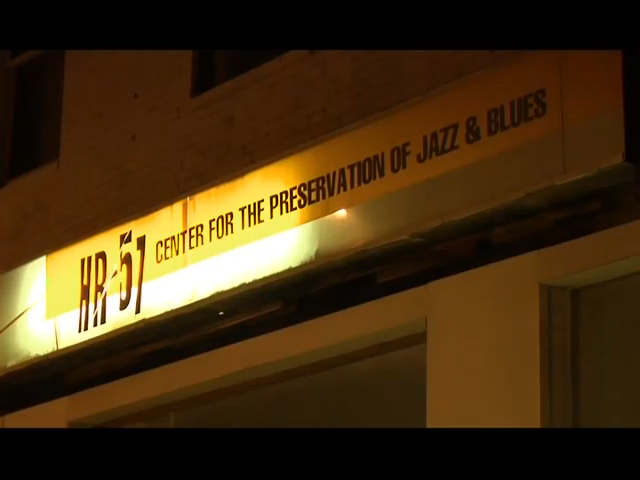 HR-57 CENTER FOR THE PRESERVATION OF JAZZ & BLUES